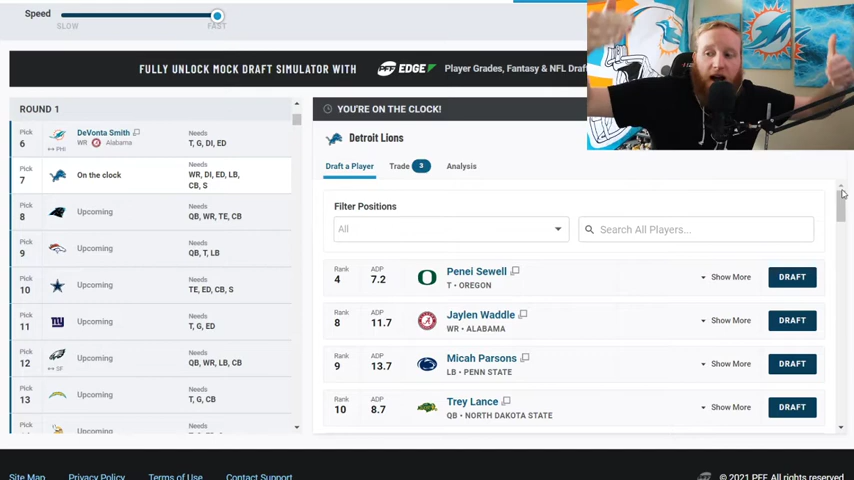 Speed
SLOW
FAST
FULLY UNLOCK MOCK DRAFT SIMULATOR WITH
PFF EDGE
Player Grades, Fantasy & NFL Draf
ROUND 1
Pick
6
PHI
DeVonta Smith
WR
Alabama
Needs
T, G, DI, ED
Pick
7
On the clock
Needs
WR, DI, ED, LB,
CB, S
Pick
8
Upcoming
Needs
QB, WR, TE, CB
Pick
9
Upcoming
Needs
QB, T, LB
Pick
10
Upcoming
Needs
TE, ED, CB, S
Pick
11
Upcoming
Needs
T, G, ED
Pick
12
SF
Upcoming
Needs
QB, WR, LB, CB
Pick
13
Upcoming
Needs
T, G, CB
Pick
Upcoming
Needs
YOU'RE ON THE CLOCK!
Detroit Lions
Draft a Player
Trade 3
Analysis
Filter Positions
All
Search All Players...
Rank
4
ADP
7.2
Penei Sewell
T • OREGON
Show More
DRAFT
Rank
8
ADP
11.7
Jaylen Waddle
WR • ALABAMA
Show More
DRAFT
Rank
9
ADP
13.7
Micah Parsons
LB • PENN STATE
Show More
DRAFT
Rank
10
ADP
8.7
Trey Lance
QB • NORTH DAKOTA STATE
Show More
DRAFT
Site Map
Privacy Policy
Terms of Use
Contact Support
© 2021 PFF. All rights reserved.